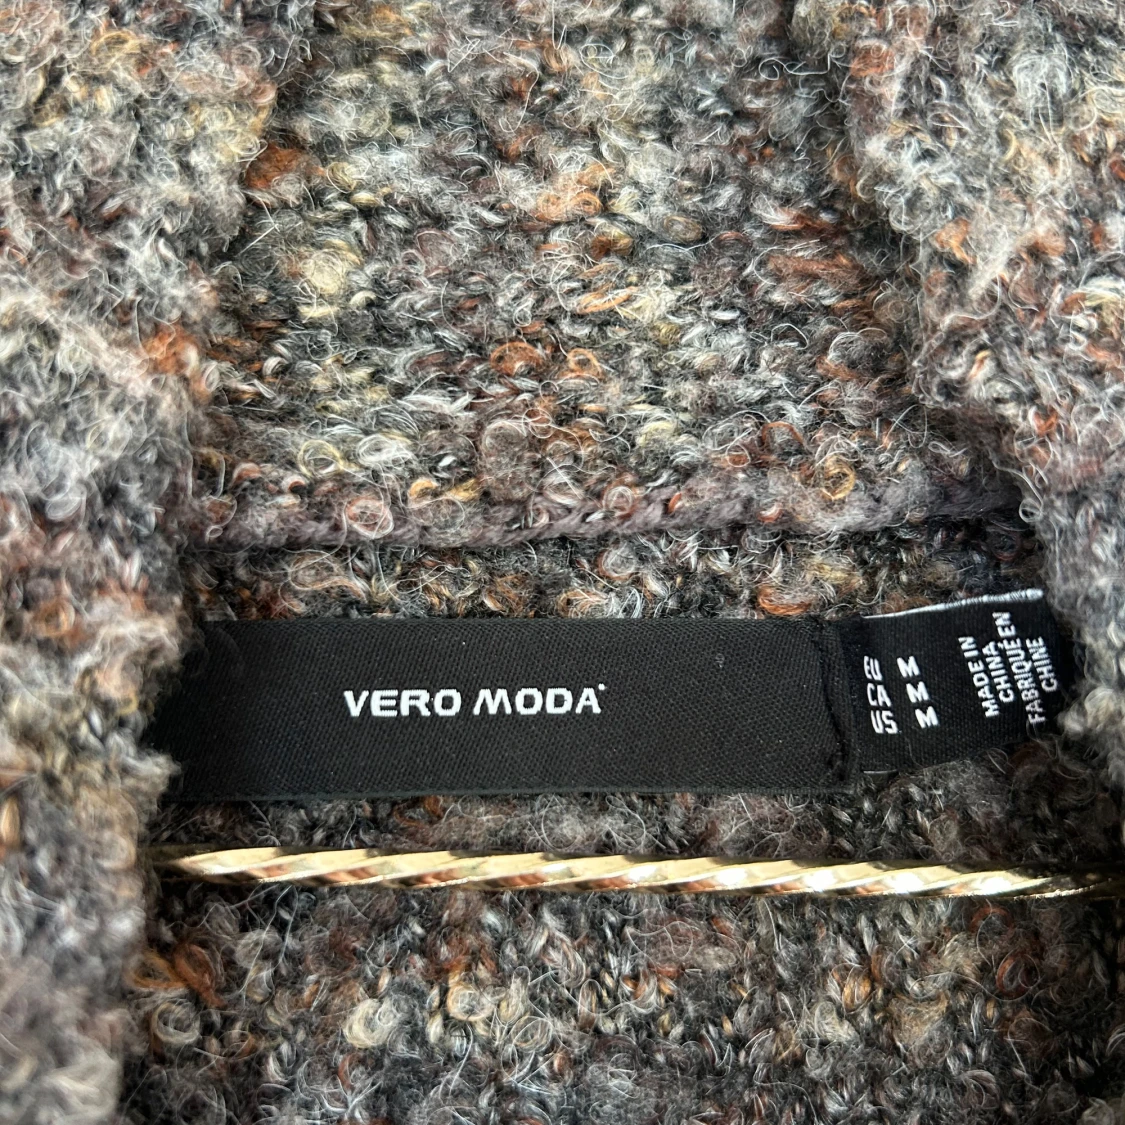 VERO MODA
EU M
CA M
US M
MADE IN
CHINA
FABRIQUÉ EN
CHINE